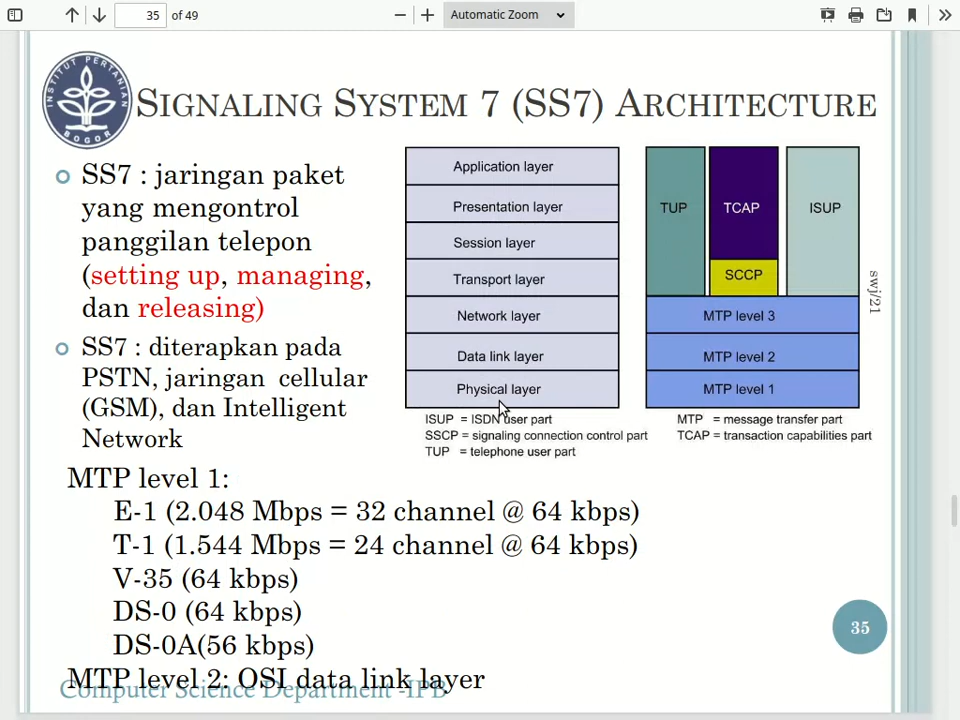 35 of 49
Automatic Zoom
INSTITUT PERTANIAN
BOGOR
SIGNALING SYSTEM 7 (SS7) ARCHITECTURE
SS7 : jaringan paket
yang mengontrol
panggilan telepon
(setting up, managing,
dan releasing)
SS7 : diterapkan pada
PSTN, jaringan cellular
(GSM), dan Intelligent
Network
Application layer
Presentation layer
Session layer
Transport layer
Network layer
Data link layer
Physical layer
TUP
TCAP
ISUP
SCCP
MTP level 3
MTP level 2
MTP level 1
swj/21
ISUP = ISDN user part
SSCP = signaling connection control part
TUP = telephone user part
MTP = message transfer part
TCAP = transaction capabilities part
MTP level 1:
E-1 (2.048 Mbps = 32 channel @ 64 kbps)
T-1 (1.544 Mbps = 24 channel @ 64 kbps)
V-35 (64 kbps)
DS-0 (64 kbps)
DS-0A(56 kbps)
MTP level 2: OSI data link layer
Computer Science Department -IPB
35